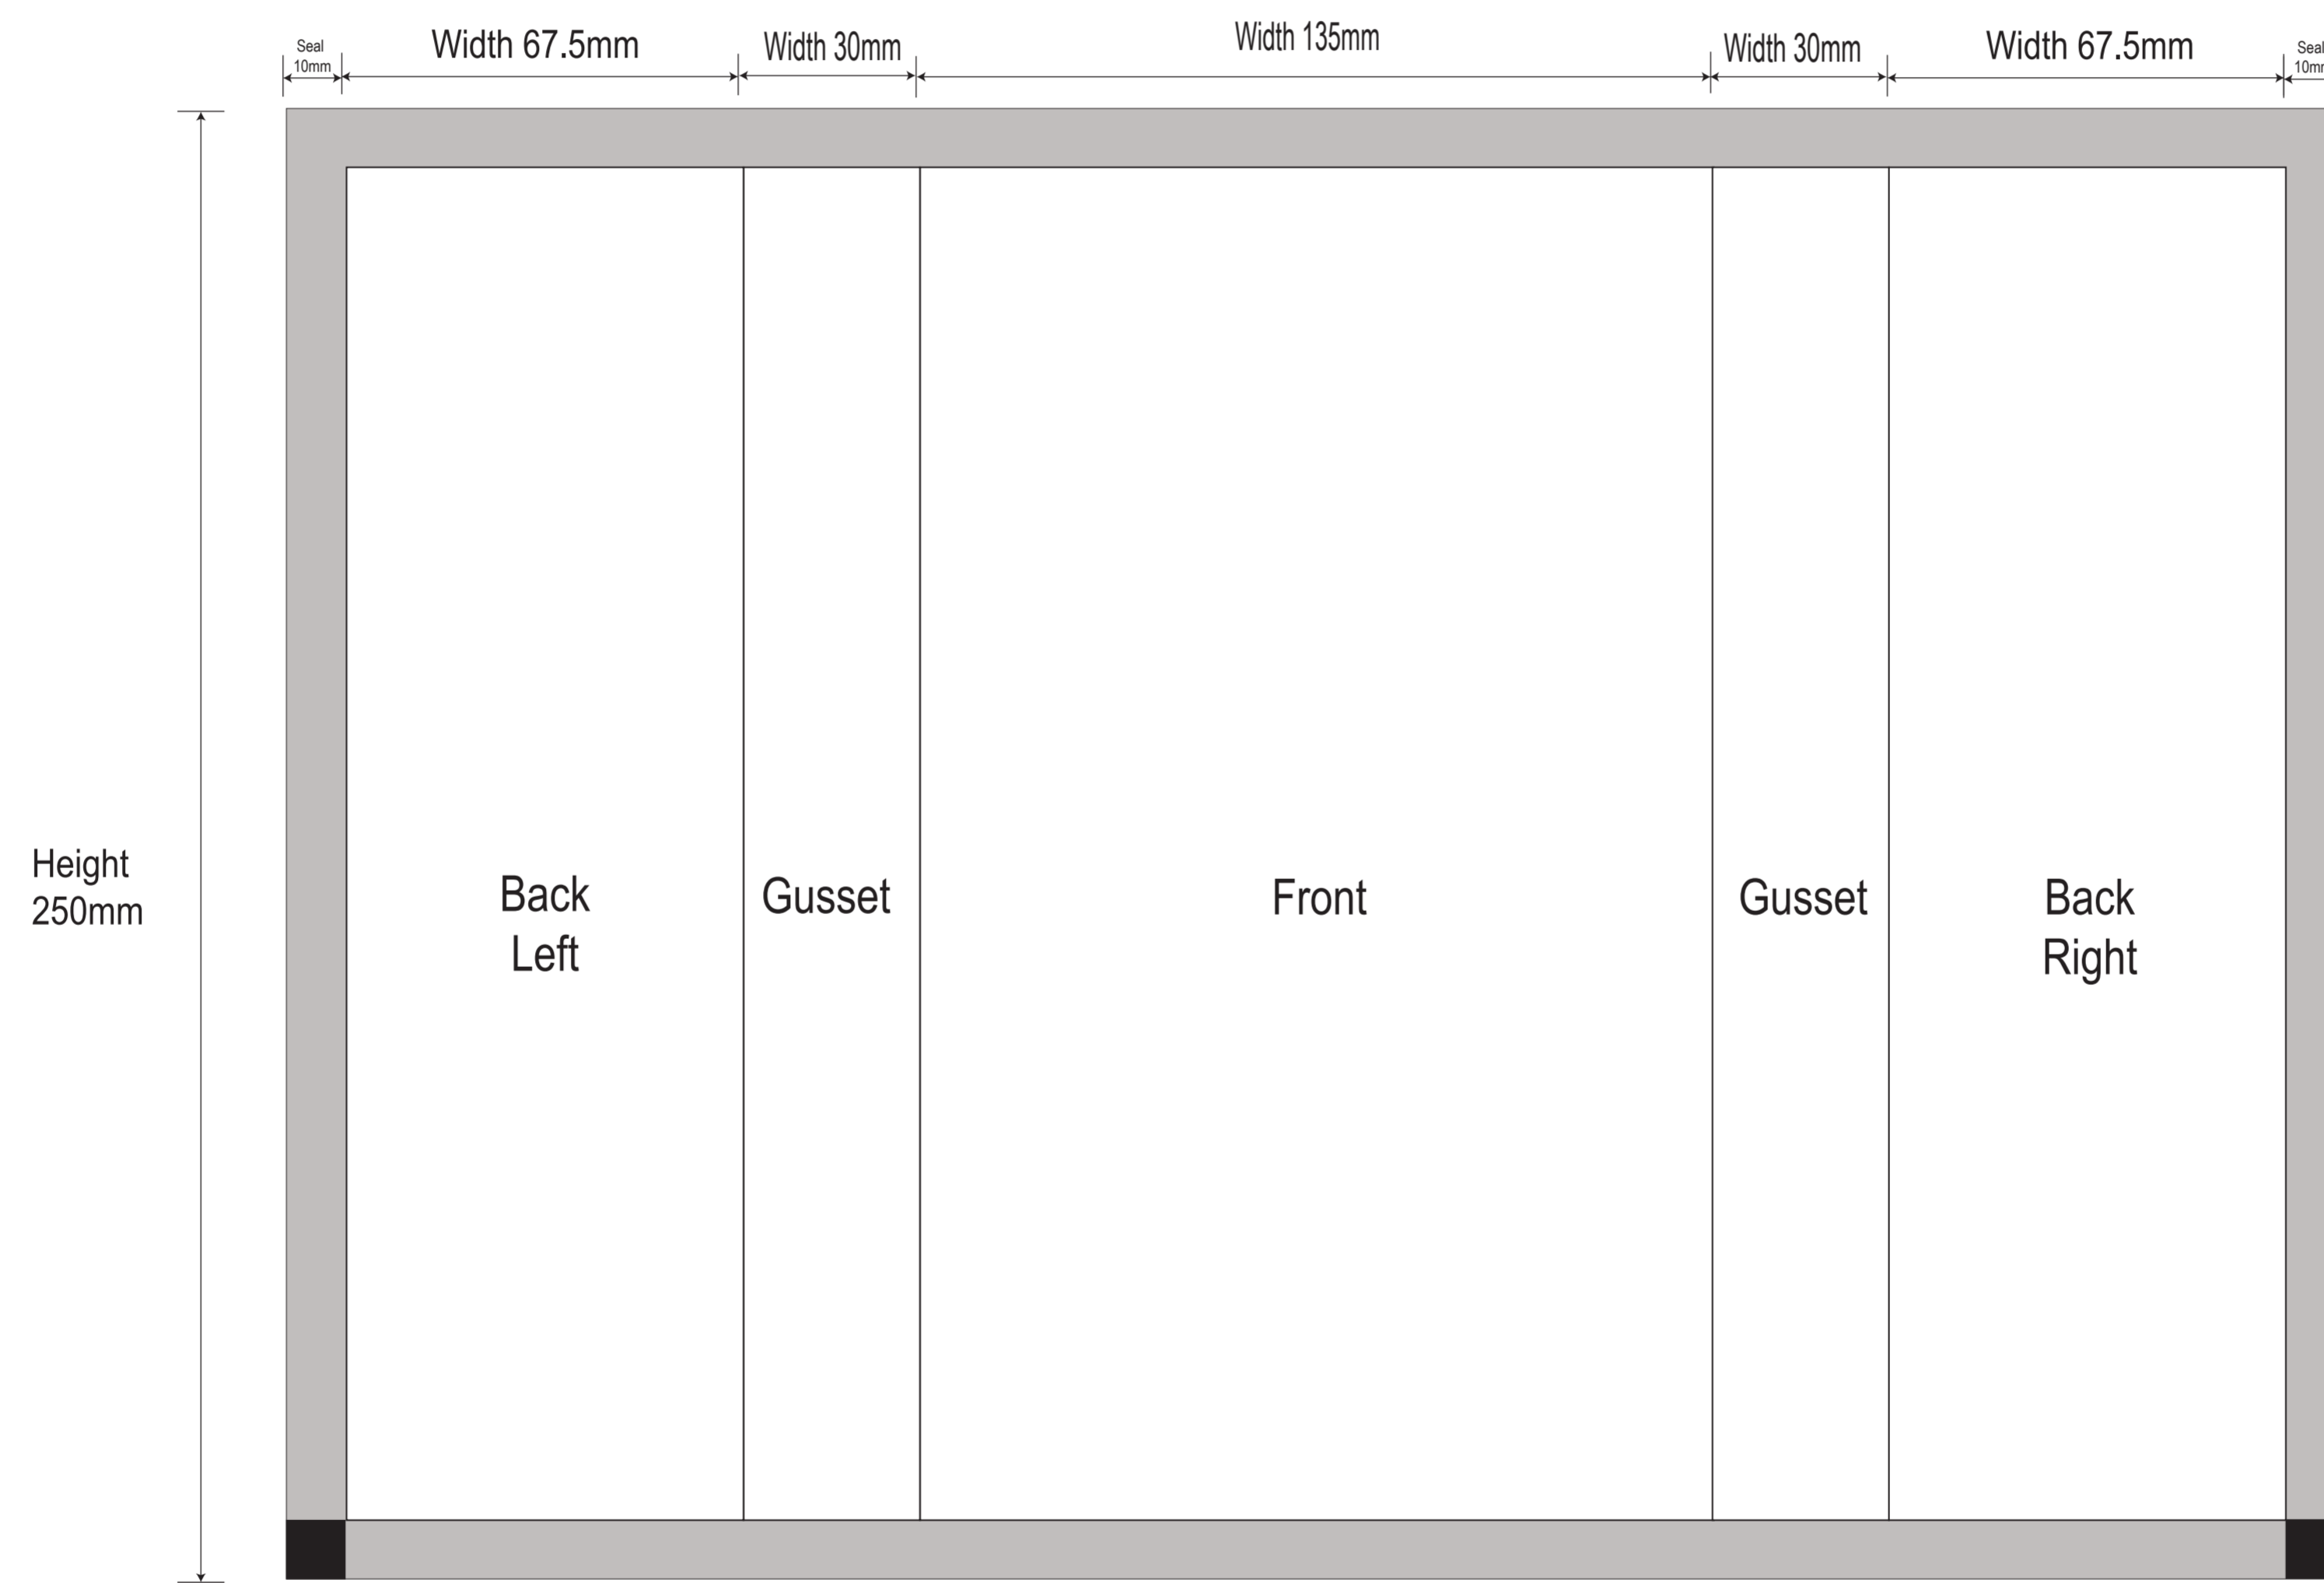 Seal
10mm
Width 67.5mm
Width 30mm
Width 135mm
Width 30mm
Width 67.5mm
Seal
10m
Height
250mm
Back
Left
Gusset
Front
Gusset
Back
Right